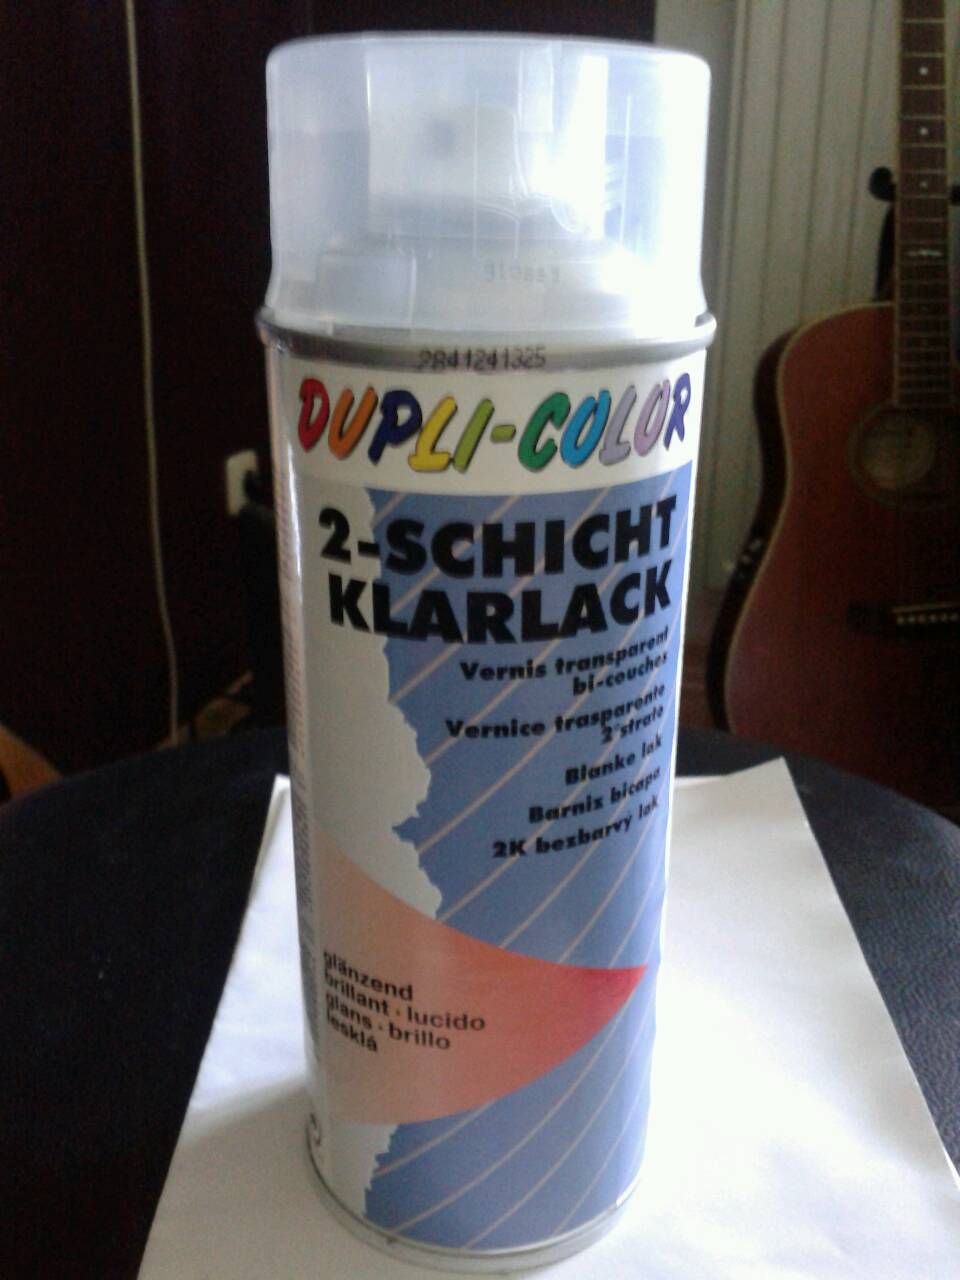 2841241325
DUPLI-COLOR
2-SCHICHT
KLARLACK
Vernis transparent
bi-couches
Vernice trasparente
2 strato
Blanke lak
Barniz bicapa
2K bezbarvý lak
glänzend
brillant · lucido
glans · brillo
lesklá